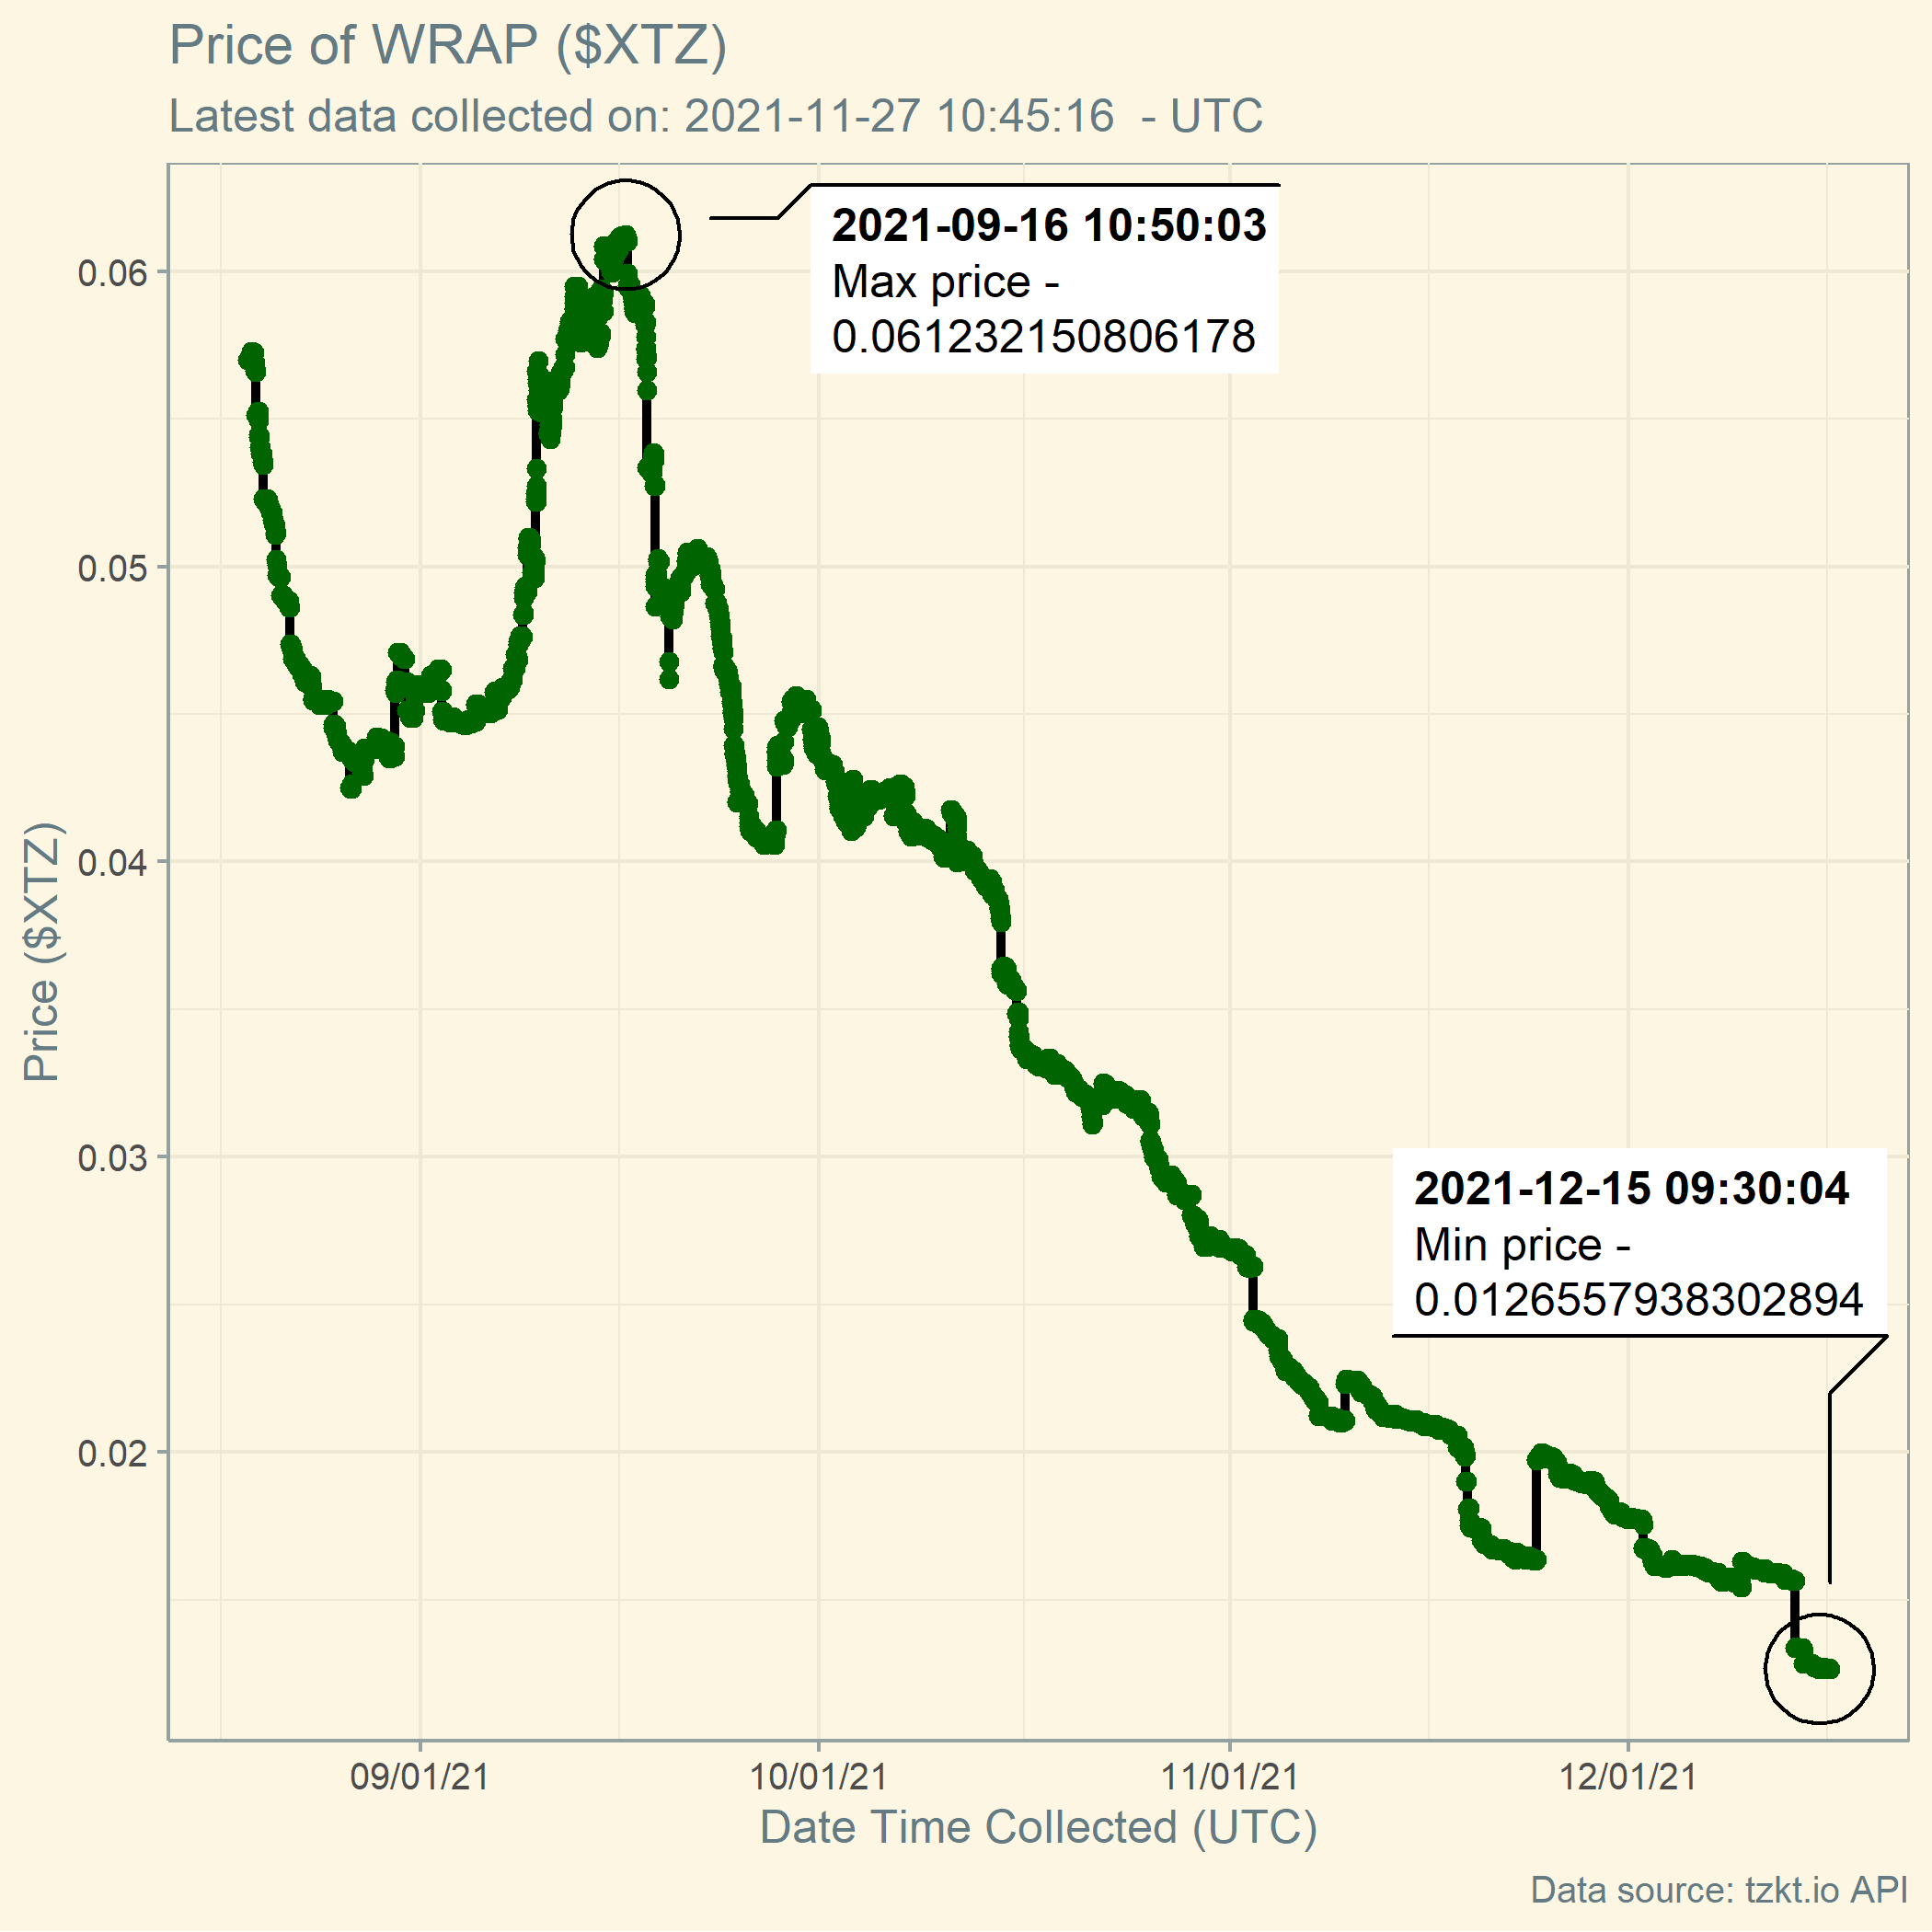 Price of WRAP ($XTZ)
Latest data collected on: 2021-11-27 10:45:16  - UTC
2021-09-16 10:50:03
Max price -
0.061232150806178
0.06
0.05
0.04
0.03
0.02
Price ($XTZ)
2021-12-15 09:30:04
Min price -
0.0126557938302894
09/01/21
10/01/21
11/01/21
12/01/21
Date Time Collected (UTC)
Data source: tzkt.io API